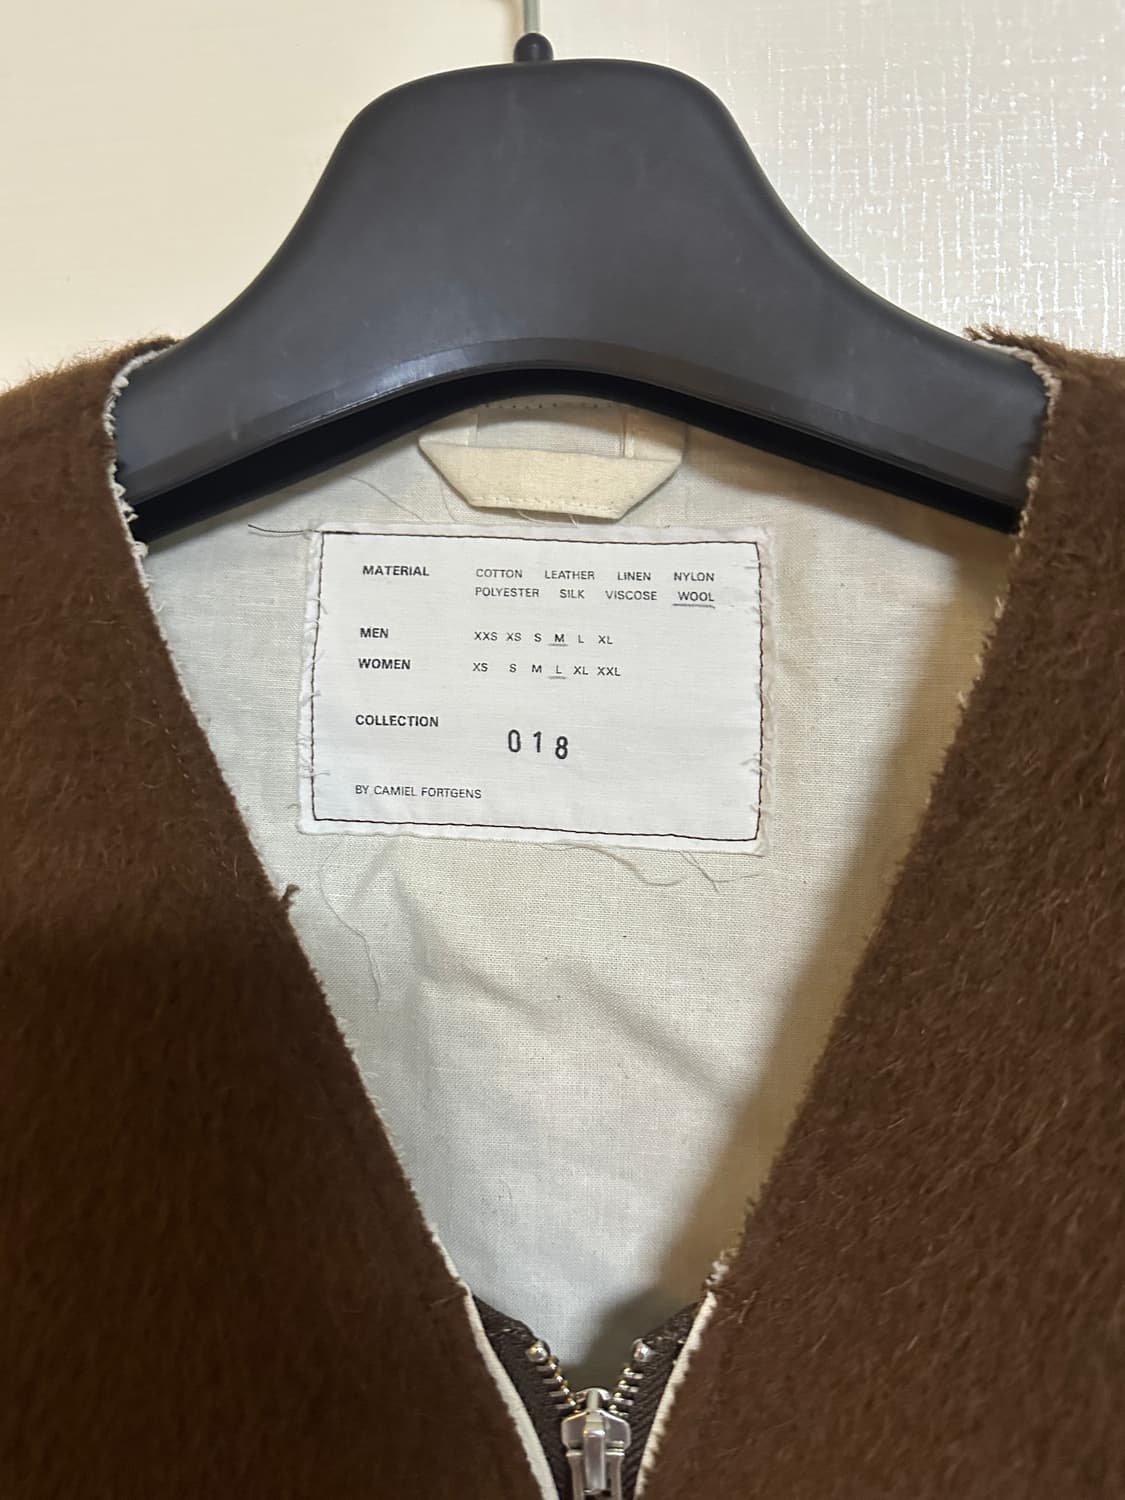 MATERIAL COTTON LEATHER LINEN NYLON
POLYESTER SILK VISCOSE WOOL
MEN XXS XS S M L XL
WOMEN XS S M L XL XXL
COLLECTION 018
BY CAMIEL FORTGENS